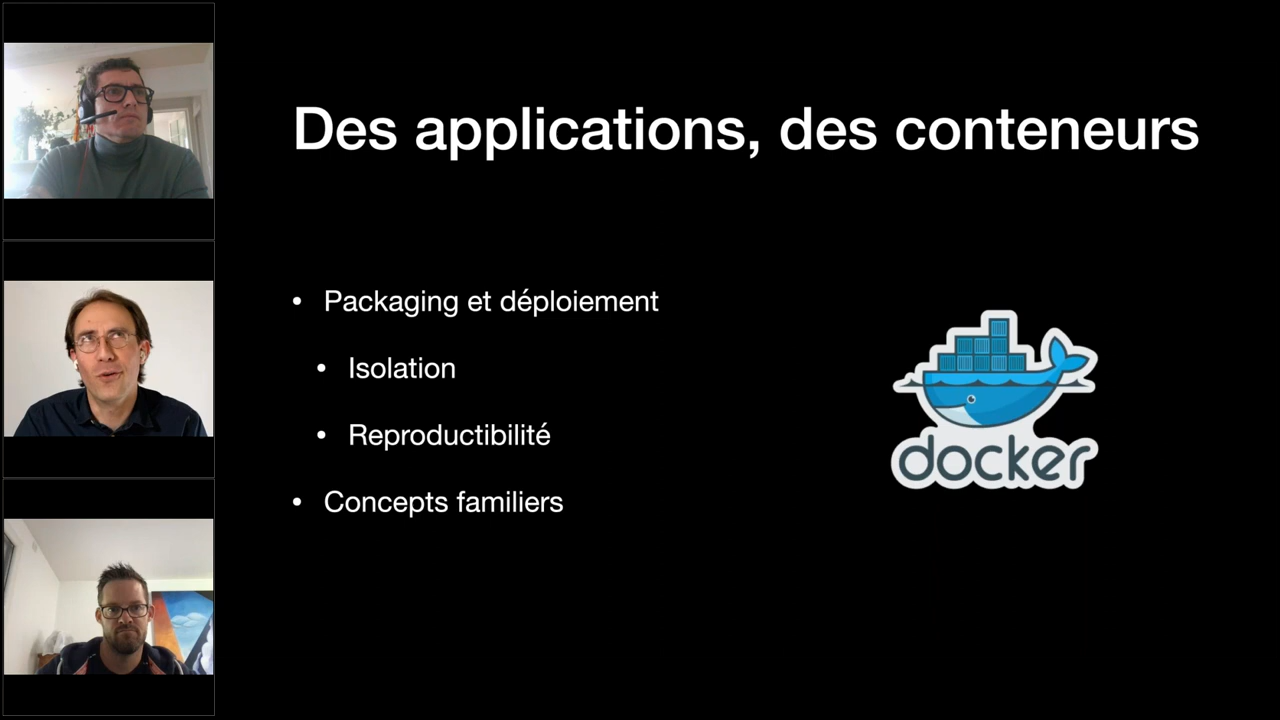 Des applications, des conteneurs
• Packaging et déploiement
• Isolation
• Reproductibilité
• Concepts familiers
docker